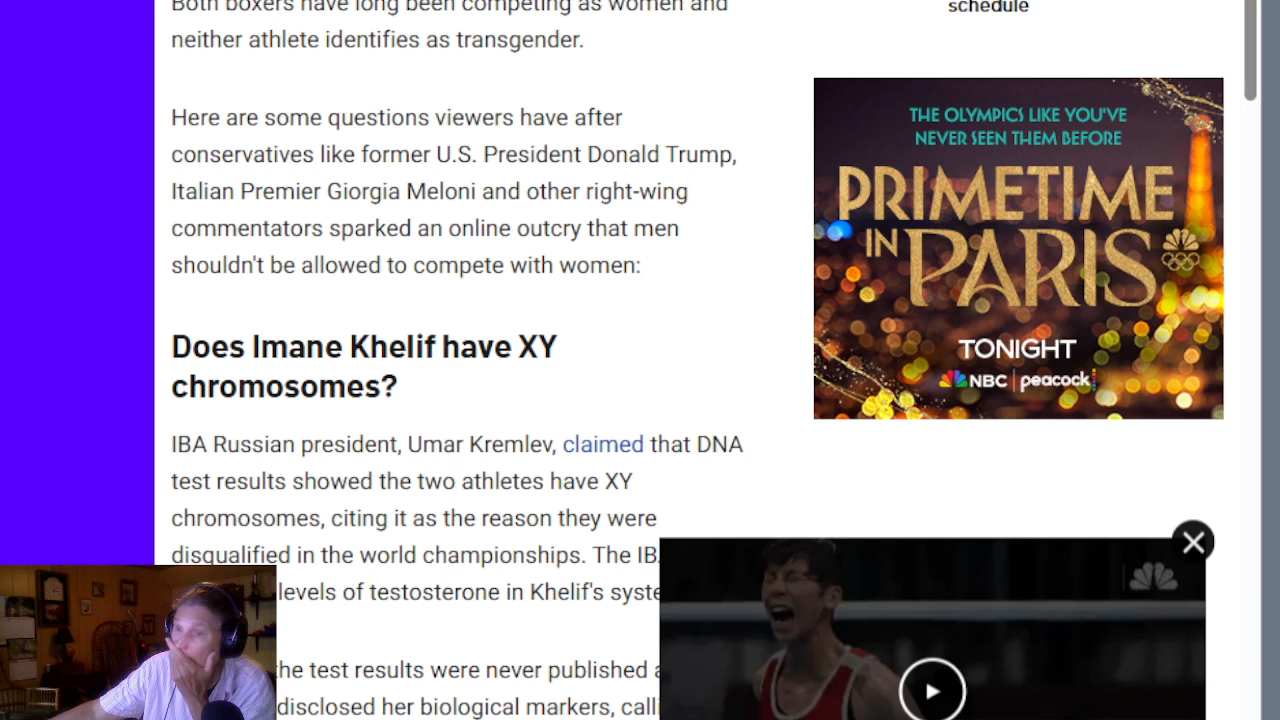 Both boxers have long been competing as women and
neither athlete identifies as transgender.
Here are some questions viewers have after
conservatives like former U.S. President Donald Trump,
Italian Premier Giorgia Meloni and other right-wing
commentators sparked an online outcry that men
shouldn't be allowed to compete with women:
Does Imane Khelif have XY
chromosomes?
IBA Russian president, Umar Kremlev, claimed that DNA
test results showed the two athletes have XY
chromosomes, citing it as the reason they were
disqualified in the world championships. The
levels of testosterone in Khelif's
the test results were never published
disclosed her biological markers,
schedule
THE OLYMPICS LIKE YOU'VE
NEVER SEEN THEM BEFORE
PRIMETIME
IN PARIS
TONIGHT
NBC | peacock